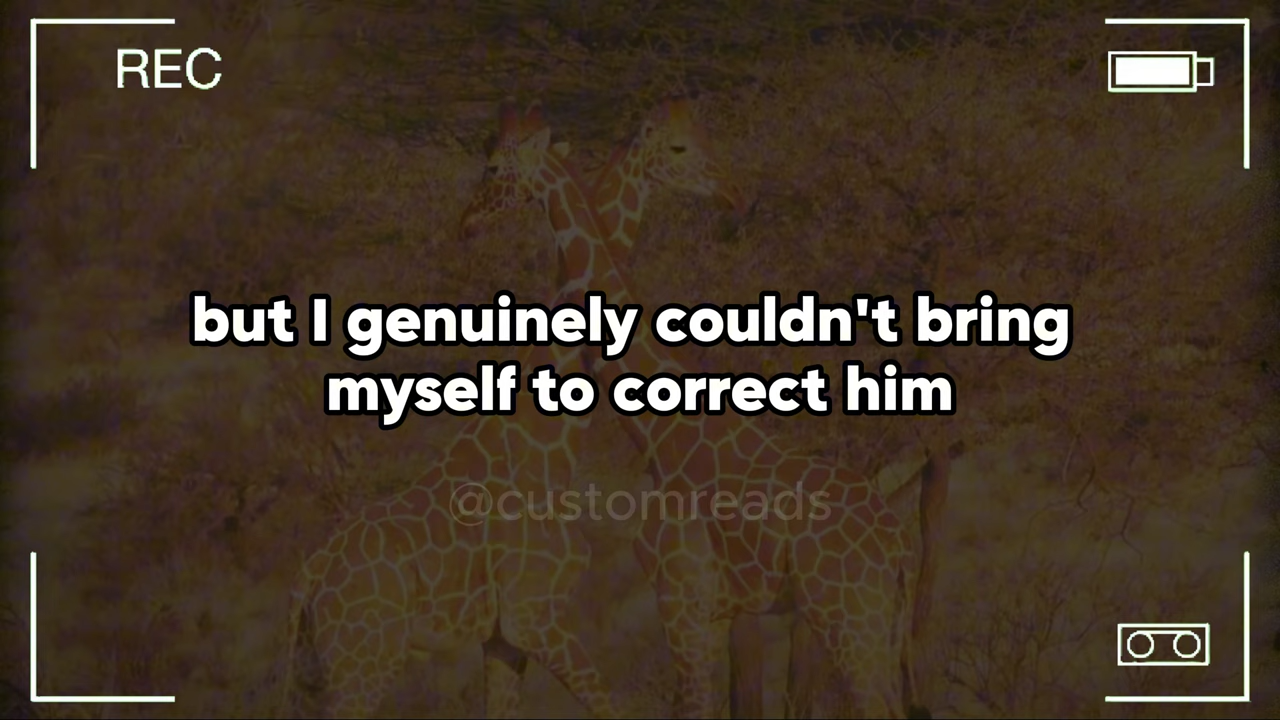 REC
but I genuinely couldn't bring
myself to correct him
@customreads